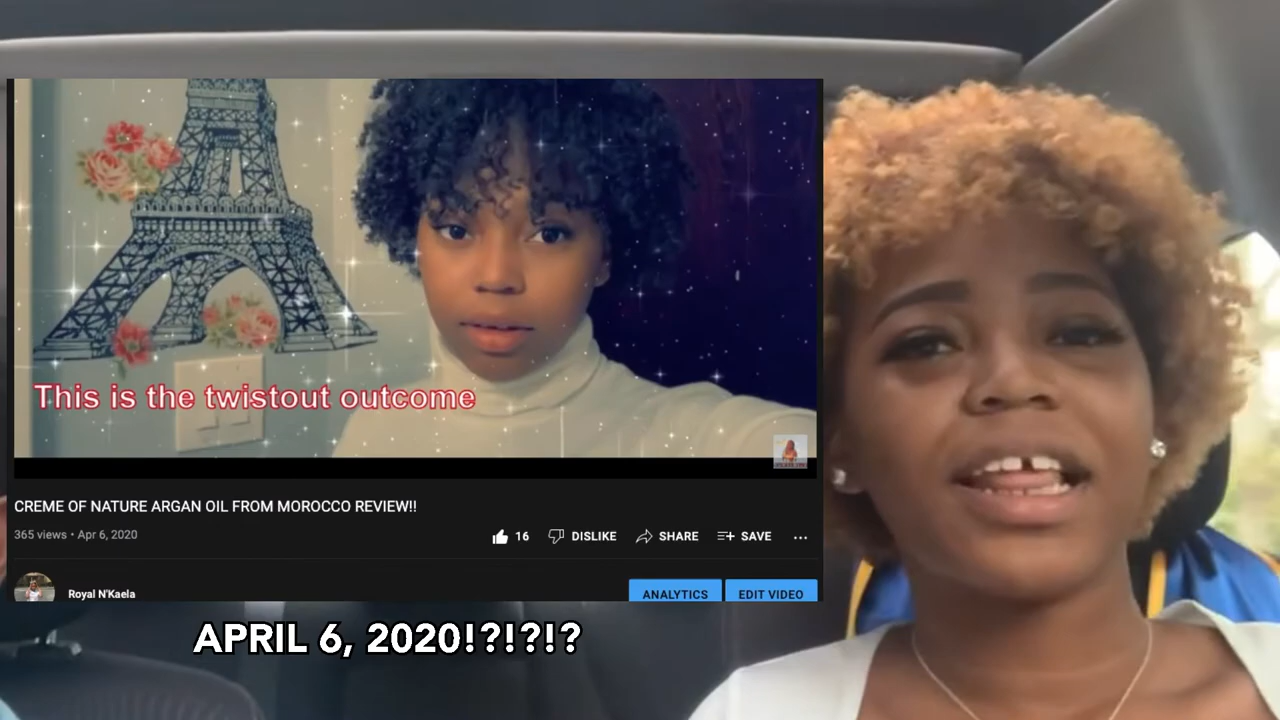 This is the twistout outcome
CREME OF NATURE ARGAN OIL FROM MOROCCO REVIEW!!
365 views • Apr 6, 2020
16 DISLIKE SHARE SAVE ...
Royal N'Kaela
ANALYTICS EDIT VIDEO
APRIL 6, 2020!?!?!?